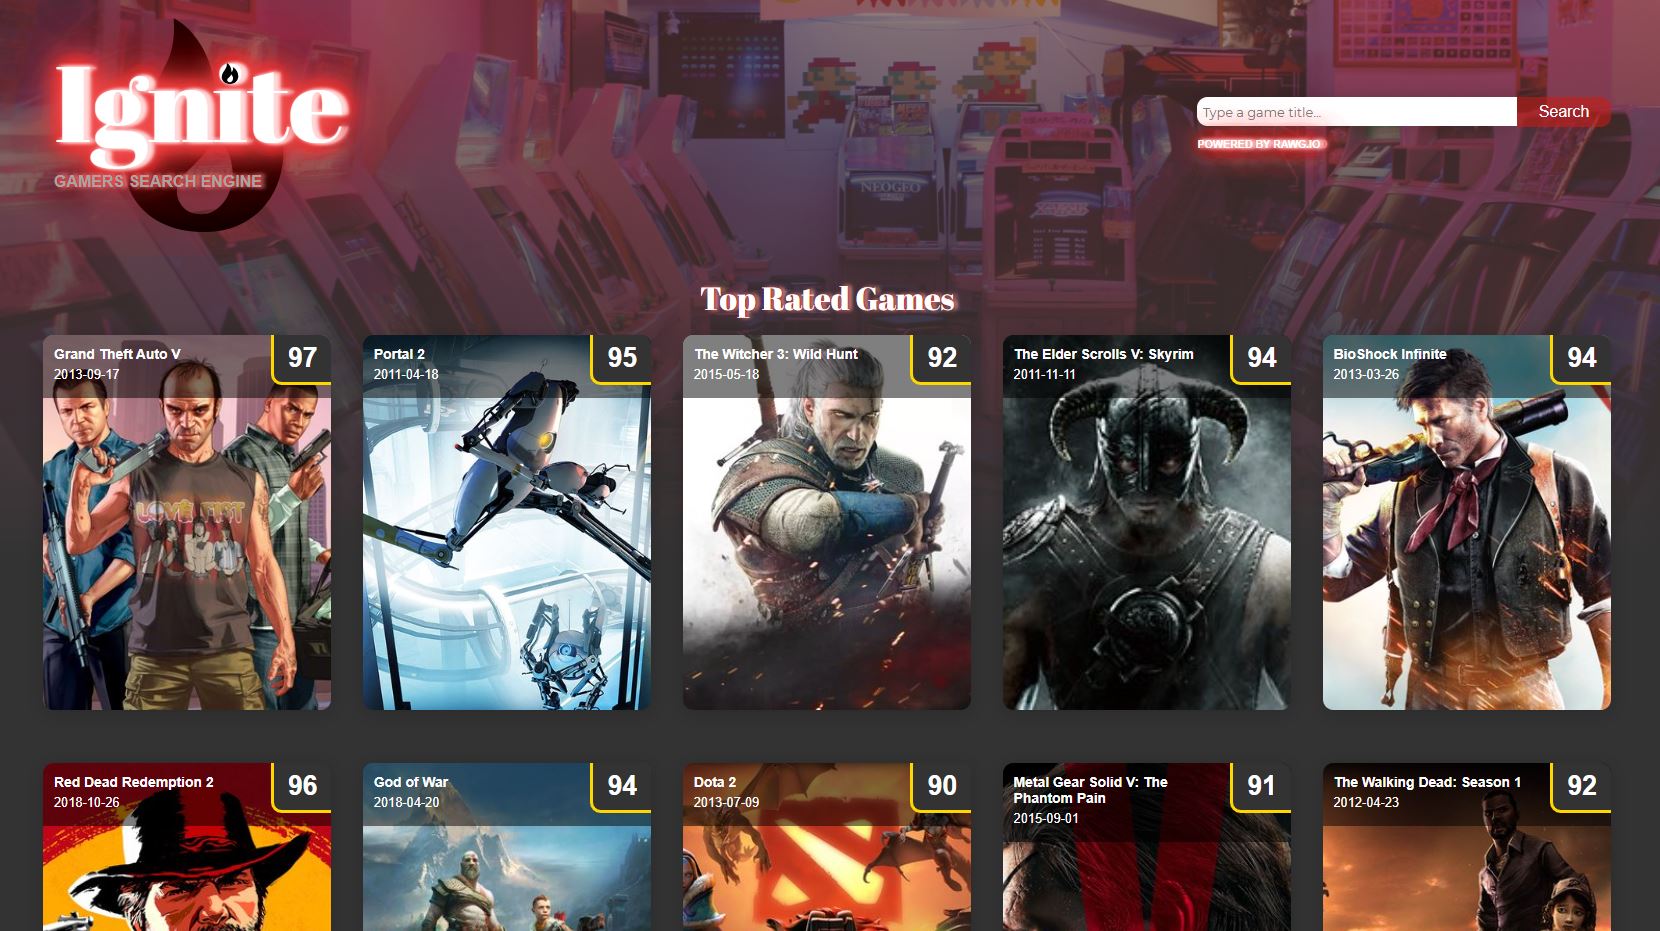 Ignite
GAMERS SEARCH ENGINE
Type a game title...
Search
POWERED BY RAWG.IO
NEOGEO
Top Rated Games
Grand Theft Auto V
2013-09-17
97
LOVE FIST
Portal 2
2011-04-18
95
The Witcher 3: Wild Hunt
2015-05-18
92
The Elder Scrolls V: Skyrim
2011-11-11
94
BioShock Infinite
2013-03-26
94
Red Dead Redemption 2
2018-10-26
96
God of War
2018-04-20
94
Dota 2
2013-07-09
90
Metal Gear Solid V: The
Phantom Pain
2015-09-01
91
The Walking Dead: Season 1
2012-04-23
92